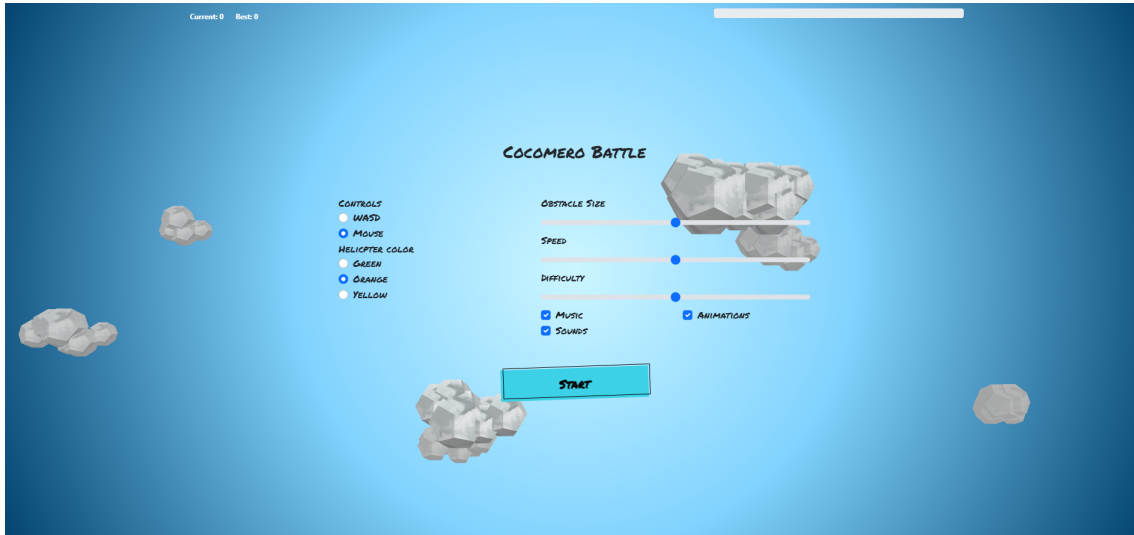 Current: 0 Best: 0
Cocomero Battle
Controls
WASD
Mouse
Helicpter color
Green
Orange
Yellow
Obstacle Size
Speed
Difficulty
Music
Animations
Sounds
Start